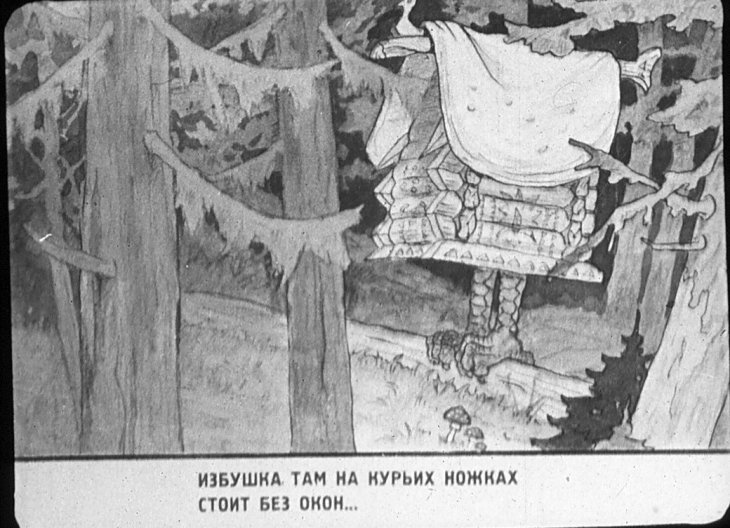 ИЗБУШКА ТАМ НА КУРЬИХ НОЖКАХ
СТОИТ БЕЗ ОКОН...